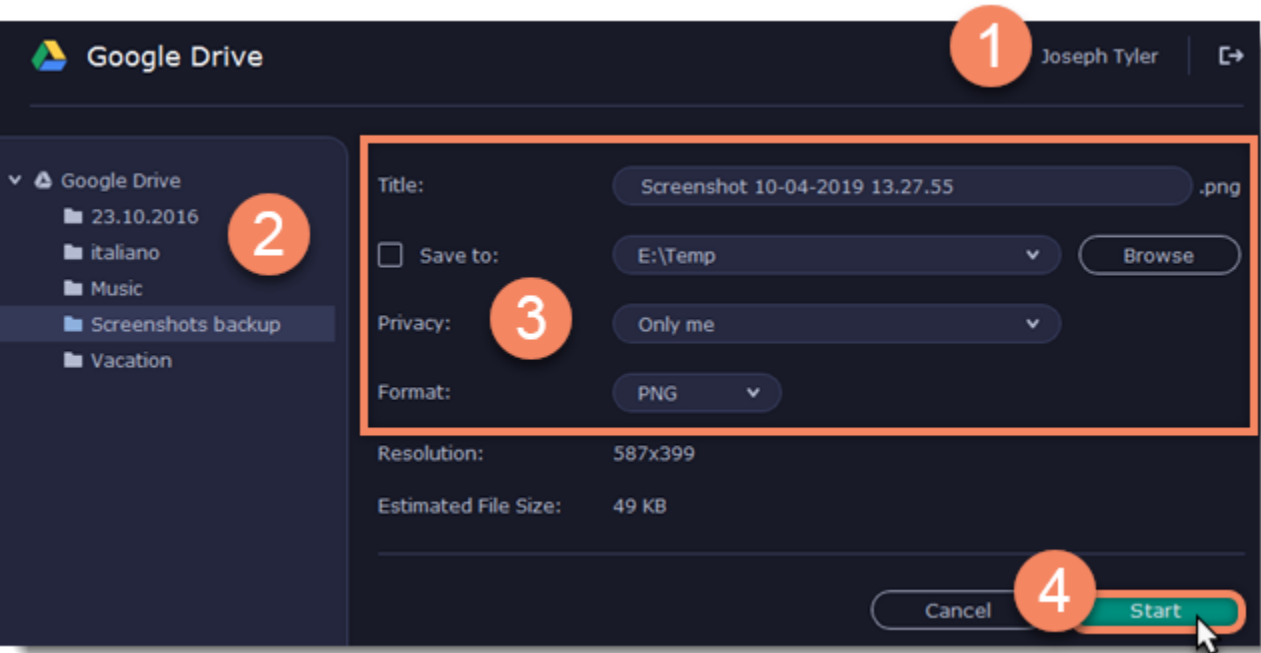 Google Drive
1
Joseph Tyler
Google Drive
23.10.2016
italiano
Music
Screenshots backup
Vacation
2
Title: Screenshot 10-04-2019 13.27.55 .png
Save to: E:\Temp Browse
Privacy: 3 Only me
Format: PNG
Resolution: 587x399
Estimated File Size: 49 KB
Cancel 4 Start